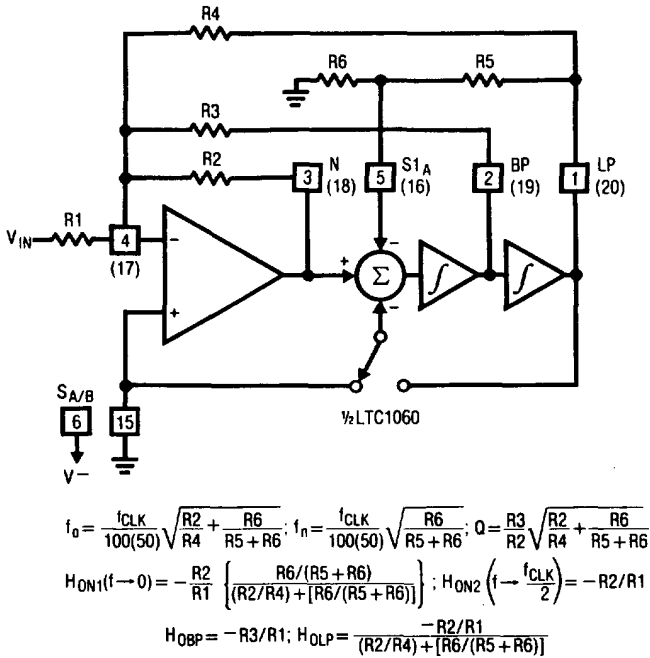 R4
R6
R5
R3
R2
3 N
(18)
5 S1A
(16)
2 BP
(19)
1 LP
(20)
R1
VIN
4
(17)
−
+
+
Σ
−
−
∫
∫
SA/B
6
15
V−
½ LTC1060
fo = fCLK/100(50) √(R2/R4 + R6/(R5 + R6)); fn = fCLK/100(50) √(R6/(R5 + R6)); Q = R3/R2 √(R2/R4 + R6/(R5 + R6))
HON1(f → 0) = −R2/R1 {R6/(R5 + R6)/((R2/R4) + [R6/(R5 + R6)])}; HON2 (f → fCLK/2) = −R2/R1
HOBP = −R3/R1; HOLP = −R2/R1/((R2/R4) + [R6/(R5 + R6)])